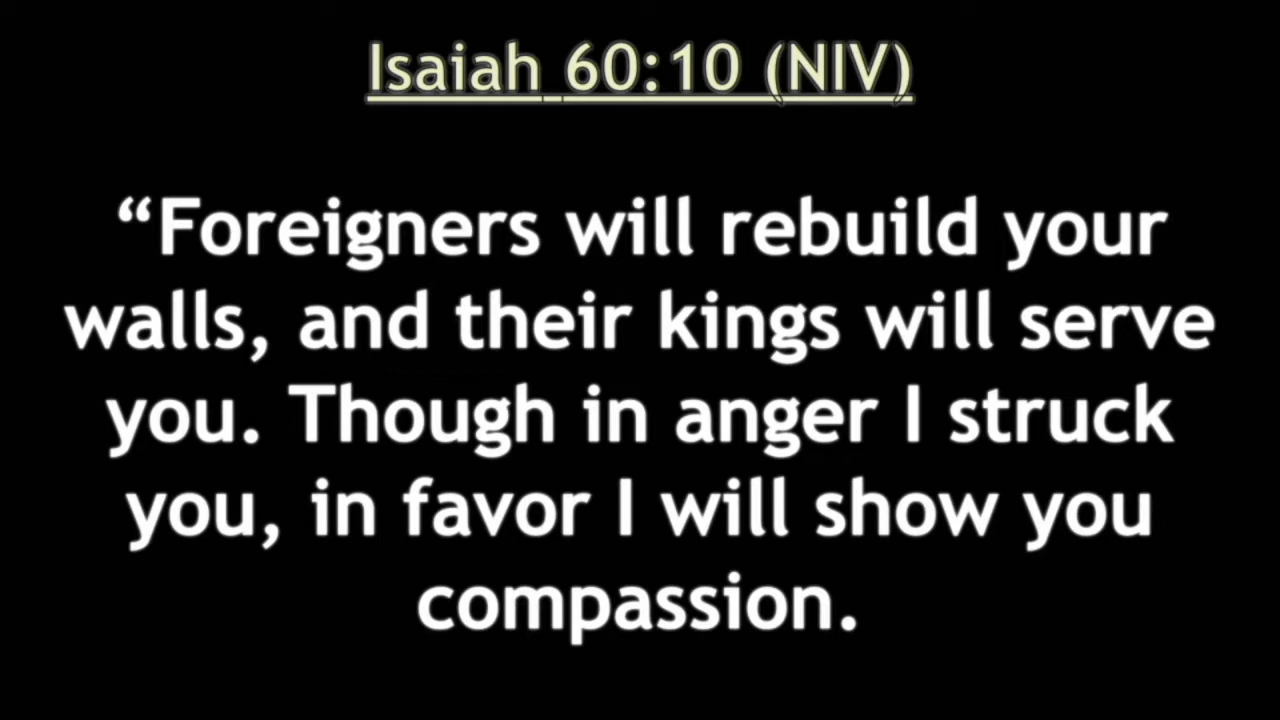 Isaiah 60:10 (NIV)
“Foreigners will rebuild your
walls, and their kings will serve
you. Though in anger I struck
you, in favor I will show you
compassion.